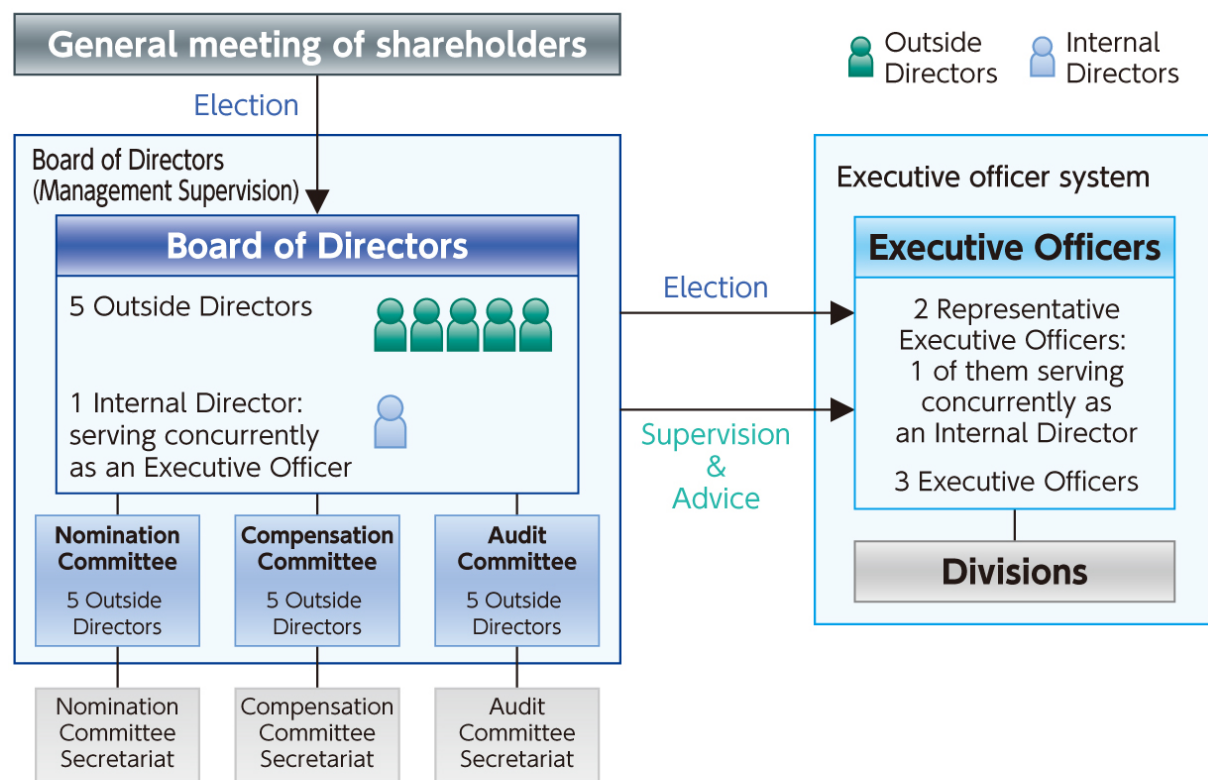 General meeting of shareholders
Outside
Directors
Internal
Directors
Election
Board of Directors
(Management Supervision)
Board of Directors
5 Outside Directors
1 Internal Director:
serving concurrently
as an Executive Officer
Nomination
Committee
5 Outside
Directors
Compensation
Committee
5 Outside
Directors
Audit
Committee
5 Outside
Directors
Nomination
Committee
Secretariat
Compensation
Committee
Secretariat
Audit
Committee
Secretariat
Election
Supervision
&
Advice
Executive officer system
Executive Officers
2 Representative
Executive Officers:
1 of them serving
concurrently as
an Internal Director
3 Executive Officers
Divisions